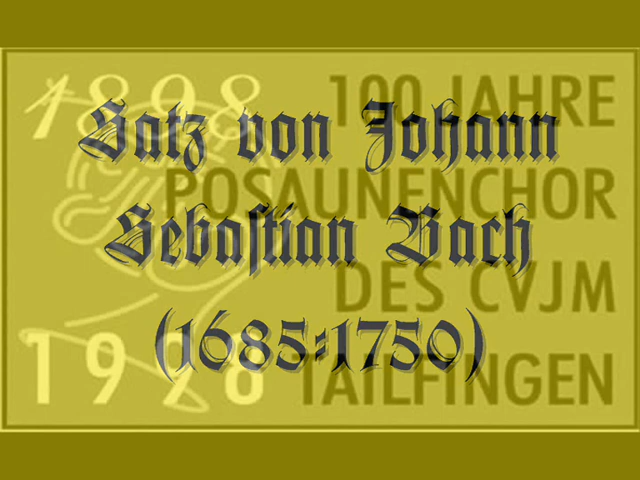 Satz von Johann
Sebaſtian Bach
(1685-1750)
1898
100 JAHRE
POSAUNENCHOR
DES CVJM
1998 TAILFINGEN